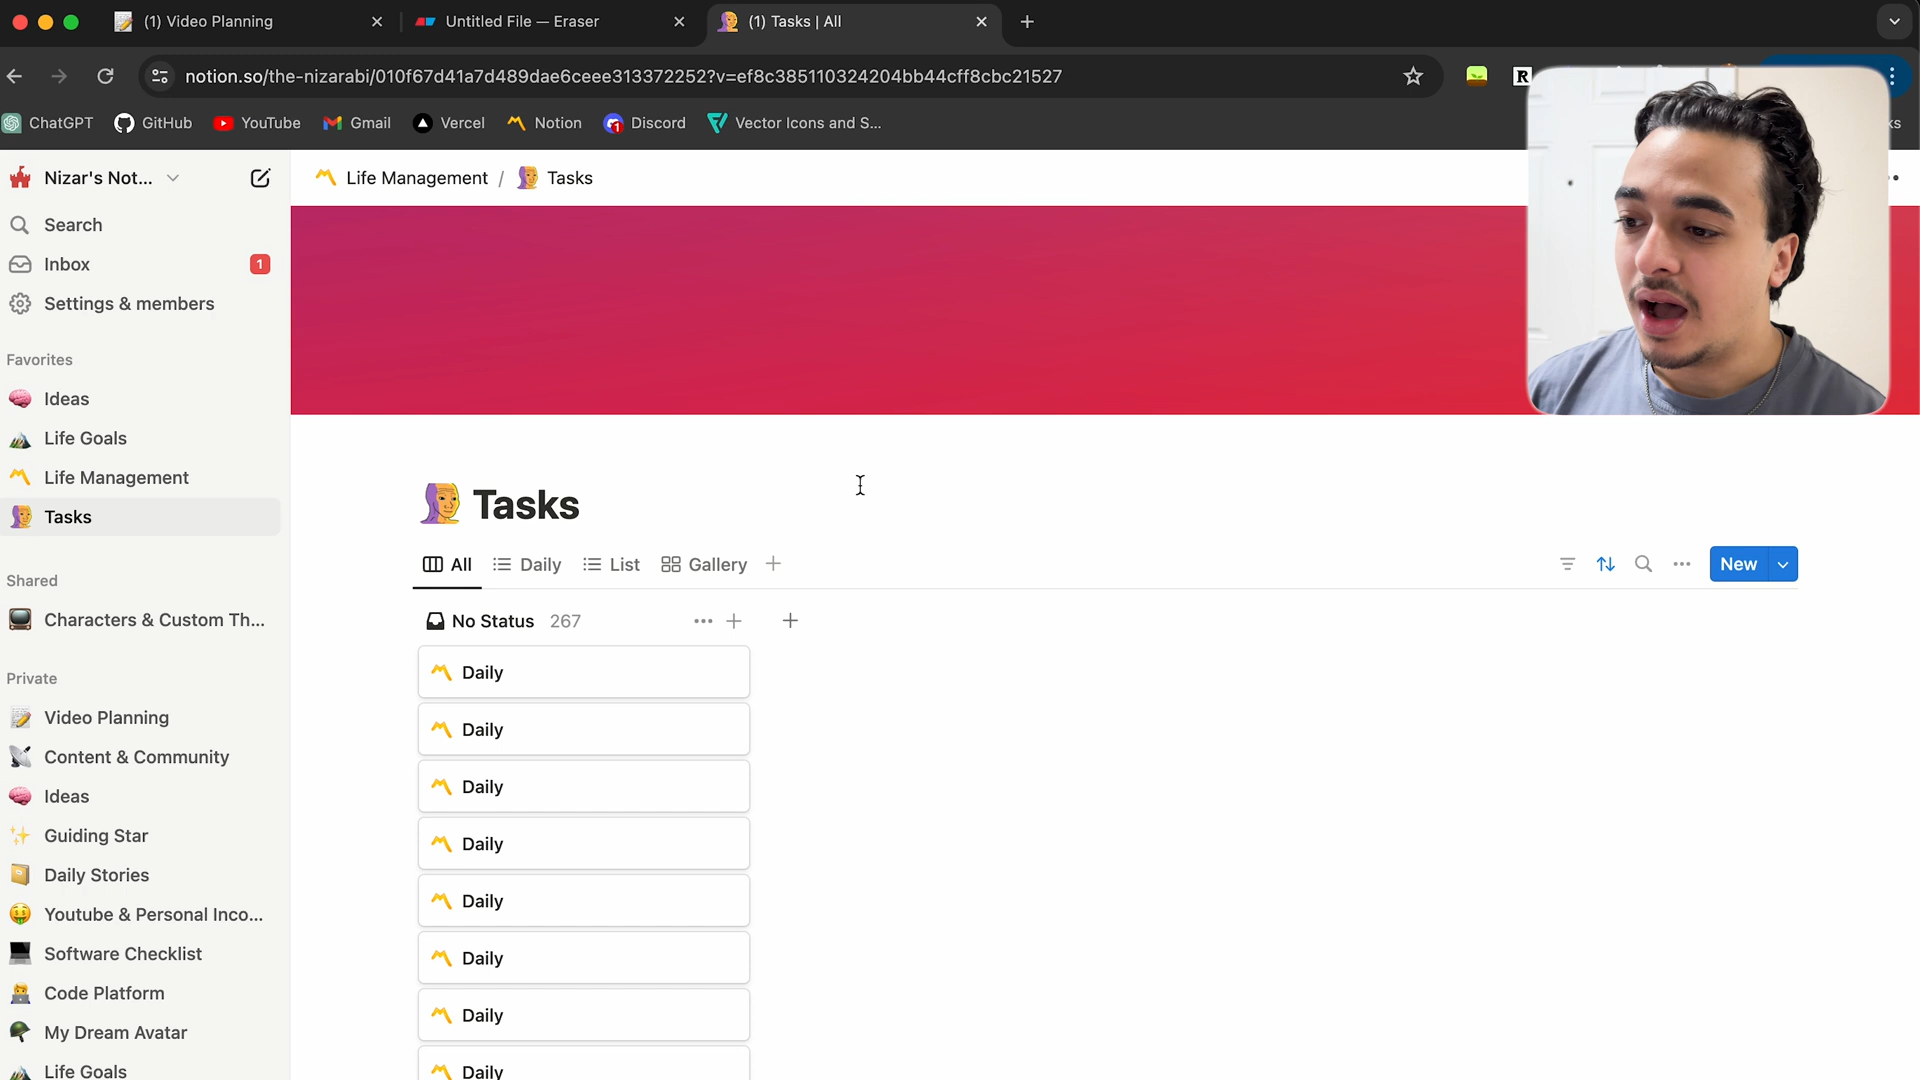 (1) Video Planning
Untitled File — Eraser
(1) Tasks | All
notion.so/the-nizarabi/010f67d41a7d489dae6ceee313372252?v=ef8c385110324204bb44cff8cbc21527
R
ChatGPT
GitHub
YouTube
Gmail
Vercel
Notion
1
Discord
Vector Icons and S...
ks
Nizar's Not...
Life Management / Tasks
Search
Inbox
1
Settings & members
Favorites
Ideas
Life Goals
Life Management
Tasks
Shared
Characters & Custom Th...
Private
Video Planning
Content & Community
Ideas
Guiding Star
Daily Stories
Youtube & Personal Inco...
Software Checklist
Code Platform
My Dream Avatar
Life Goals
Tasks
All
Daily
List
Gallery
New
No Status 267
Daily
Daily
Daily
Daily
Daily
Daily
Daily
Daily